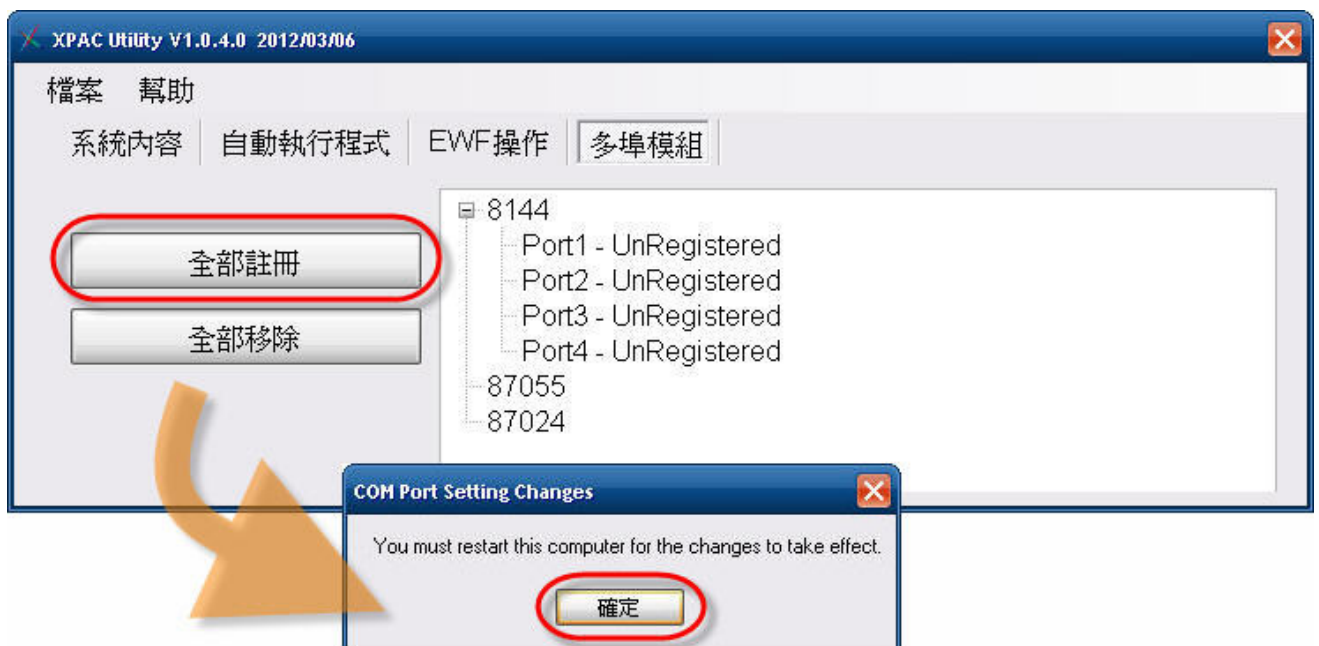 XPAC Utility V1.0.4.0 2012/03/06
檔案 幫助
系統內容 自動執行程式 EWF操作 多埠模組
全部註冊
全部移除
8144
Port1 - UnRegistered
Port2 - UnRegistered
Port3 - UnRegistered
Port4 - UnRegistered
87055
87024
COM Port Setting Changes
You must restart this computer for the changes to take effect.
確定